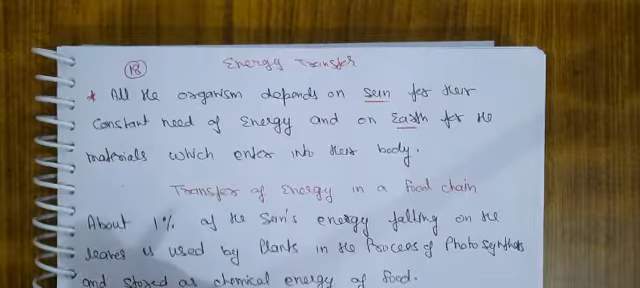 18
Energy Transfer
* All the organism depends on sun for their
constant need of Energy and on Earth for the
materials which enter into their body.
Transfer of Energy in a food chain
About 1% of the Sun's energy falling on the
leaves is used by Plants in the Process of Photosynthesis
and stored as chemical energy of food.